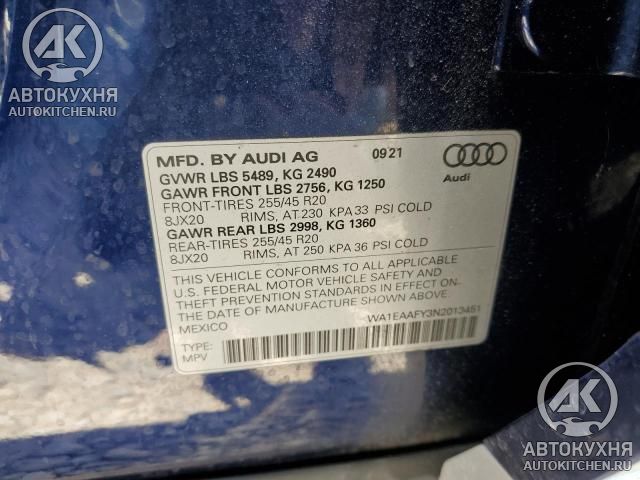 АК
АВТОКУХНЯ
AUTOKITCHEN.RU
MFD. BY AUDI AG 09 21
GVWR LBS 5489, KG 2490
GAWR FRONT LBS 2756, KG 1250
FRONT-TIRES 255/45 R20
8JX20 RIMS, AT 230 KPA 33 PSI COLD
GAWR REAR LBS 2998, KG 1360
REAR-TIRES 255/45 R20
8JX20 RIMS, AT 250 KPA 36 PSI COLD
Audi
THIS VEHICLE CONFORMS TO ALL APPLICABLE
U.S. FEDERAL MOTOR VEHICLE SAFETY AND
THEFT PREVENTION STANDARDS IN EFFECT ON
THE DATE OF MANUFACTURE SHOWN ABOVE.
MEXICO
WA1EAAFY3N2013451
TYPE:
MPV
АК
АВТОКУХНЯ
AUTOKITCHEN.RU